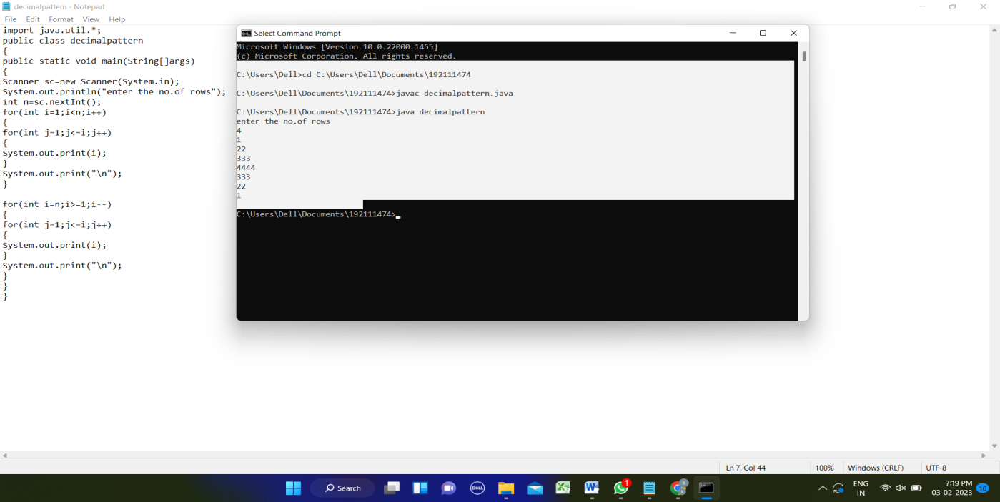 decimalpattern - Notepad
File Edit Format View Help
import java.util.*;
public class decimalpattern
{
public static void main(String[]args)
{
Scanner sc=new Scanner(System.in);
System.out.println("enter the no.of rows");
int n=sc.nextInt();
for(int i=1;i<n;i++)
{
for(int j=1;j<=i;j++)
{
System.out.print(i);
}
System.out.print("\n");
}
for(int i=n;i>=1;i--)
{
for(int j=1;j<=i;j++)
{
System.out.print(i);
}
System.out.print("\n");
}
}
}
Select Command Prompt
Microsoft Windows [Version 10.0.22000.1455]
(c) Microsoft Corporation. All rights reserved.
C:\Users\Dell>cd C:\Users\Dell\Documents\192111474
C:\Users\Dell\Documents\192111474>javac decimalpattern.java
C:\Users\Dell\Documents\192111474>java decimalpattern
enter the no.of rows
4
1
22
333
4444
333
22
1
C:\Users\Dell\Documents\192111474>
Ln 7, Col 44 100% Windows (CRLF) UTF-8
Search
DELL
1
ENG
IN
7:19 PM
03-02-2023
10